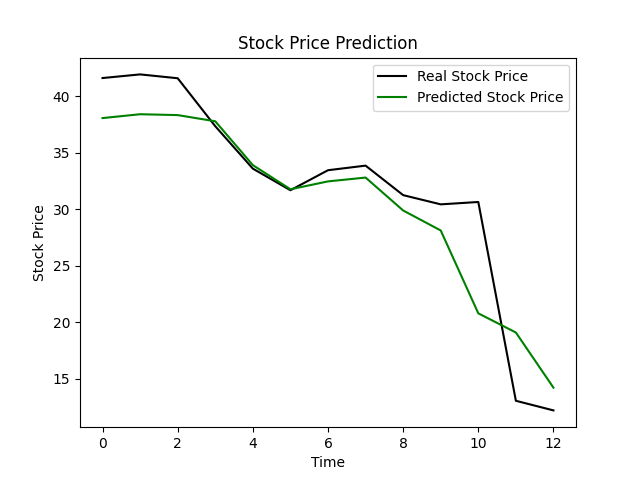 Stock Price Prediction
Real Stock Price
Predicted Stock Price
Stock Price
40
35
30
25
20
15
0 2 4 6 8 10 12
Time